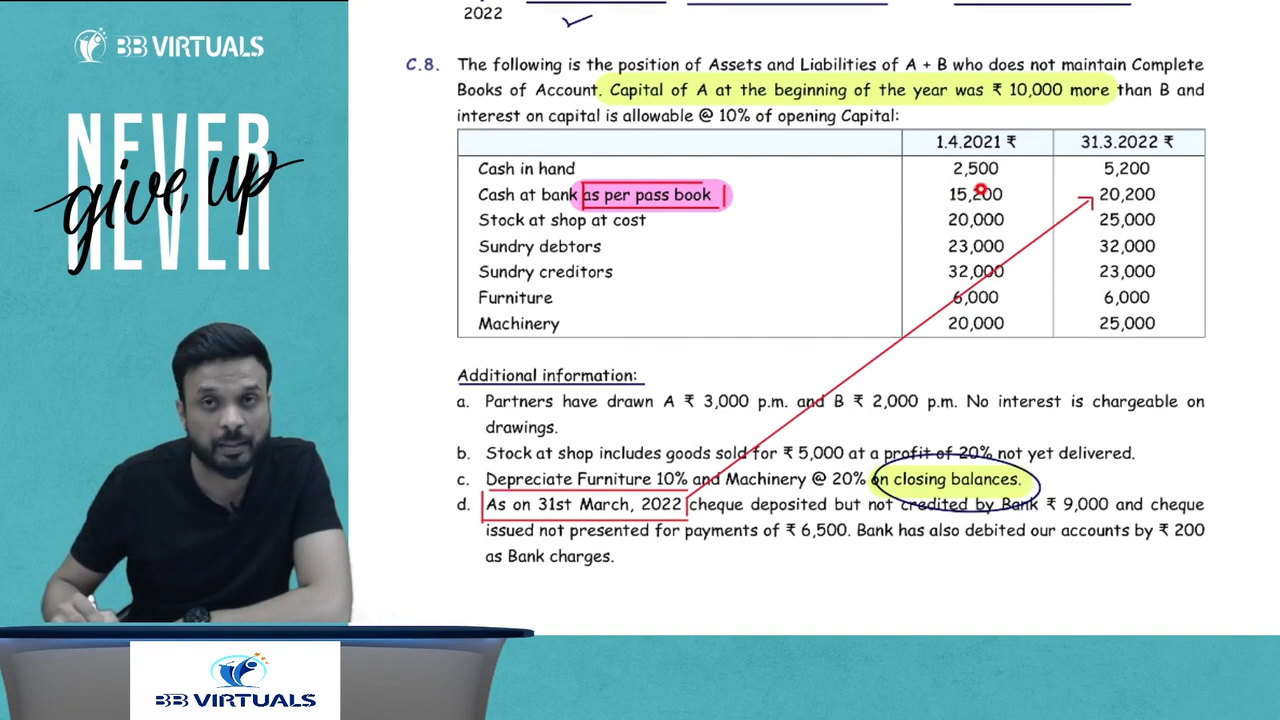 2022
BB VIRTUALS
NEVER
give up
NEVER
C.8. The following is the position of Assets and Liabilities of A + B who does not maintain Complete
Books of Account. Capital of A at the beginning of the year was ₹ 10,000 more than B and
interest on capital is allowable @ 10% of opening Capital:
1.4.2021 ₹ 31.3.2022 ₹
Cash in hand 2,500 5,200
Cash at bank as per pass book 15,200 20,200
Stock at shop at cost 20,000 25,000
Sundry debtors 23,000 32,000
Sundry creditors 32,000 23,000
Furniture 6,000 6,000
Machinery 20,000 25,000
Additional information:
a. Partners have drawn A ₹ 3,000 p.m. and B ₹ 2,000 p.m. No interest is chargeable on
drawings.
b. Stock at shop includes goods sold for ₹ 5,000 at a profit of 20% not yet delivered.
c. Depreciate Furniture 10% and Machinery @ 20% on closing balances.
d. As on 31st March, 2022 cheque deposited but not credited by Bank ₹ 9,000 and cheque
issued not presented for payments of ₹ 6,500. Bank has also debited our accounts by ₹ 200
as Bank charges.
BB VIRTUALS